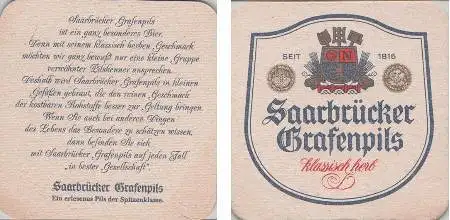 Saarbrücker Grafenpils
ist ein ganz besonderes Bier.
Denn mit seinem klassisch herben Geschmack
möchten wir ganz bewußt nur eine kleine Gruppe
verwöhnter Pilskenner ansprechen.
Deshalb wird Saarbrücker Grafenpils in kleinen
Gefäßen gebraut, die den reinen Geschmack
der kostbaren Rohstoffe besser zur Geltung bringen.
Wenn Sie auch bei anderen Dingen
des Lebens das Besondere zu schätzen wissen,
dann befinden Sie sich
mit Saarbrücker Grafenpils auf jeden Fall
„in bester Gesellschaft".
Saarbrücker Grafenpils
Ein erlesenes Pils der Spitzenklasse.
SEIT 1816
Saarbrücker
Grafenpils
klassisch herb